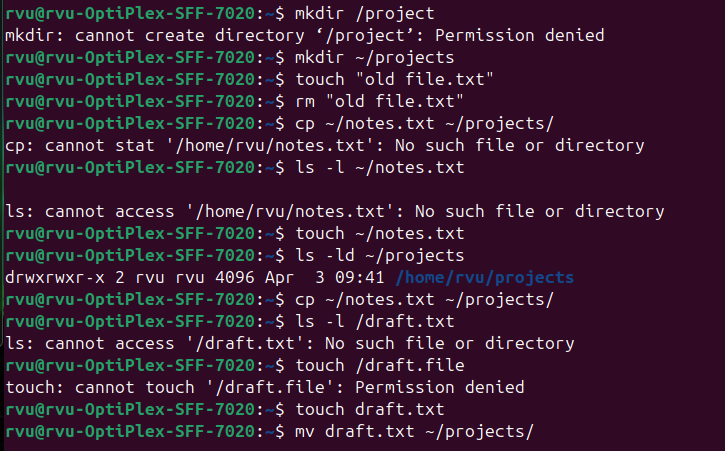 rvu@rvu-OptiPlex-SFF-7020:~$ mkdir /project
mkdir: cannot create directory ‘/project’: Permission denied
rvu@rvu-OptiPlex-SFF-7020:~$ mkdir ~/projects
rvu@rvu-OptiPlex-SFF-7020:~$ touch "old file.txt"
rvu@rvu-OptiPlex-SFF-7020:~$ rm "old file.txt"
rvu@rvu-OptiPlex-SFF-7020:~$ cp ~/notes.txt ~/projects/
cp: cannot stat '/home/rvu/notes.txt': No such file or directory
rvu@rvu-OptiPlex-SFF-7020:~$ ls -l ~/notes.txt
ls: cannot access '/home/rvu/notes.txt': No such file or directory
rvu@rvu-OptiPlex-SFF-7020:~$ touch ~/notes.txt
rvu@rvu-OptiPlex-SFF-7020:~$ ls -ld ~/projects
drwxrwxr-x 2 rvu rvu 4096 Apr  3 09:41 /home/rvu/projects
rvu@rvu-OptiPlex-SFF-7020:~$ cp ~/notes.txt ~/projects/
rvu@rvu-OptiPlex-SFF-7020:~$ ls -l /draft.txt
ls: cannot access '/draft.txt': No such file or directory
rvu@rvu-OptiPlex-SFF-7020:~$ touch /draft.file
touch: cannot touch '/draft.file': Permission denied
rvu@rvu-OptiPlex-SFF-7020:~$ touch draft.txt
rvu@rvu-OptiPlex-SFF-7020:~$ mv draft.txt ~/projects/